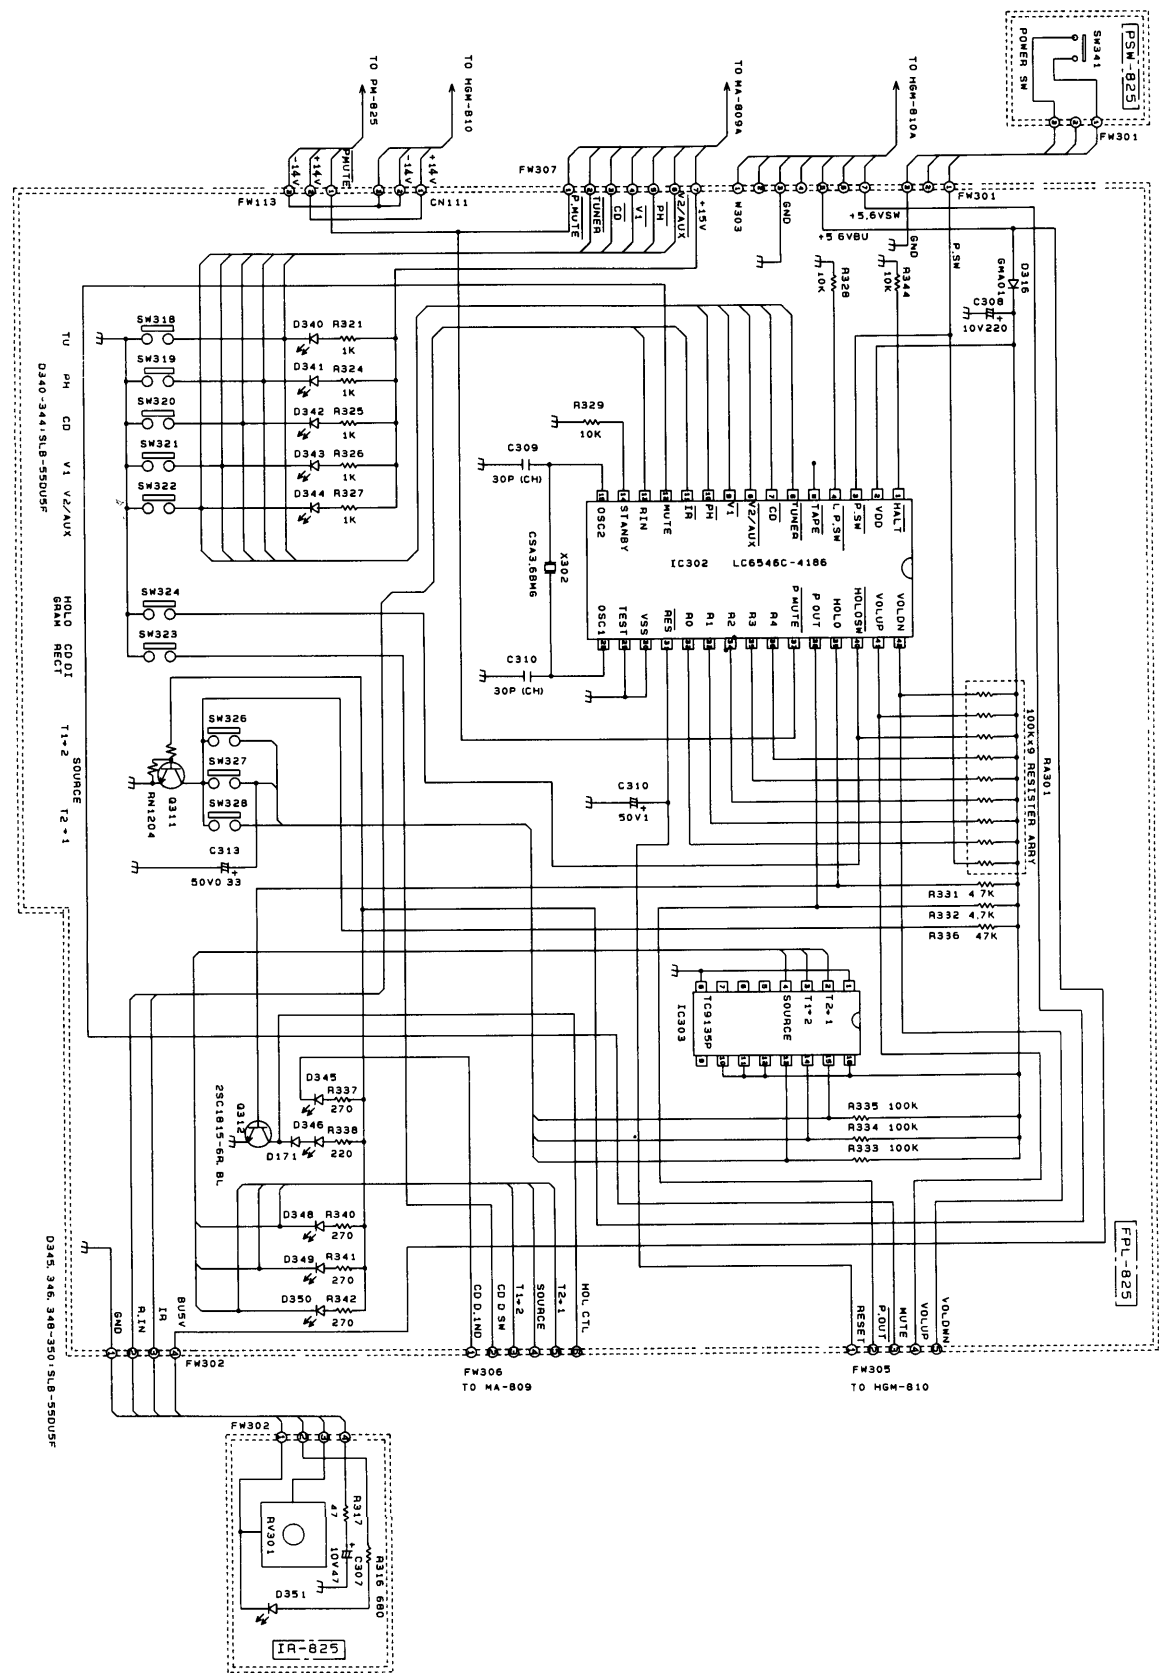 PSW-825
SW341
POWER SW
FW301
TO HGM-810A
TO MA-809A
TO HGM-810
TO PM-825
FW113
-14V
+14V
PMUTE
-14V
+14V
CN111
FW307
P.MUTE
TUNER
CD
V1
PH
V2/AUX
+15V
W303
GND
+5.6VBU
+5.6VSW
GND
FW301
P.SW
D316
GMA01
C308
10V220
R344
10K
R328
10K
SW318
SW319
SW320
SW321
SW322
D340 R321
1K
D341 R324
1K
D342 R325
1K
D343 R326
1K
D344 R327
1K
TU
PH
CD
V1
V2/AUX
D340-344:SLB-55DU5F
R329
10K
C309
30P (CH)
X302
CSA3.68MG
C310
30P (CH)
IC302 LC6546C-4186
OSC2
STANBY
RIN
MUTE
IR
PH
V1
V2/AUX
CD
TUNER
TAPE
L P.SW
P.SW
VDD
HALT
OSC1
TEST
VSS
RES
R0
R1
R2
R3
R4
P MUTE
P OUT
HOLO
HOLOSW
VOLUP
VOLDN
SW324
SW323
HOLO
GRAM
CD DI
RECT
SW326
SW327
SW328
T1→2
SOURCE
T2→1
Q311
RN1204
C313
50V0 33
C310
50V1
RA301
100Kx9 RESISTER ARRY
R331 4.7K
R332 4.7K
R336 47K
IC303
TC9135P
SOURCE
T1→2
T2→1
R335 100K
R334 100K
R333 100K
D345
R337
270
D346
R338
220
D171
Q312
2SC1815-GR, BL
D348 R340
270
D349 R341
270
D350 R342
270
FPL-825
GND
R.IN
IR
BU5V
FW302
CD D.IND
CD D SW
T1→2
SOURCE
T2→1
HOL CTL
FW306
TO MA-809
RESET
P.OUT
MUTE
VOLUP
VOLDWN
FW305
TO HGM-810
D345, 346, 348-350:SLB-55DU5F
FW302
R317
47
C307
10V47
R316 680
RV301
D351
IR-825